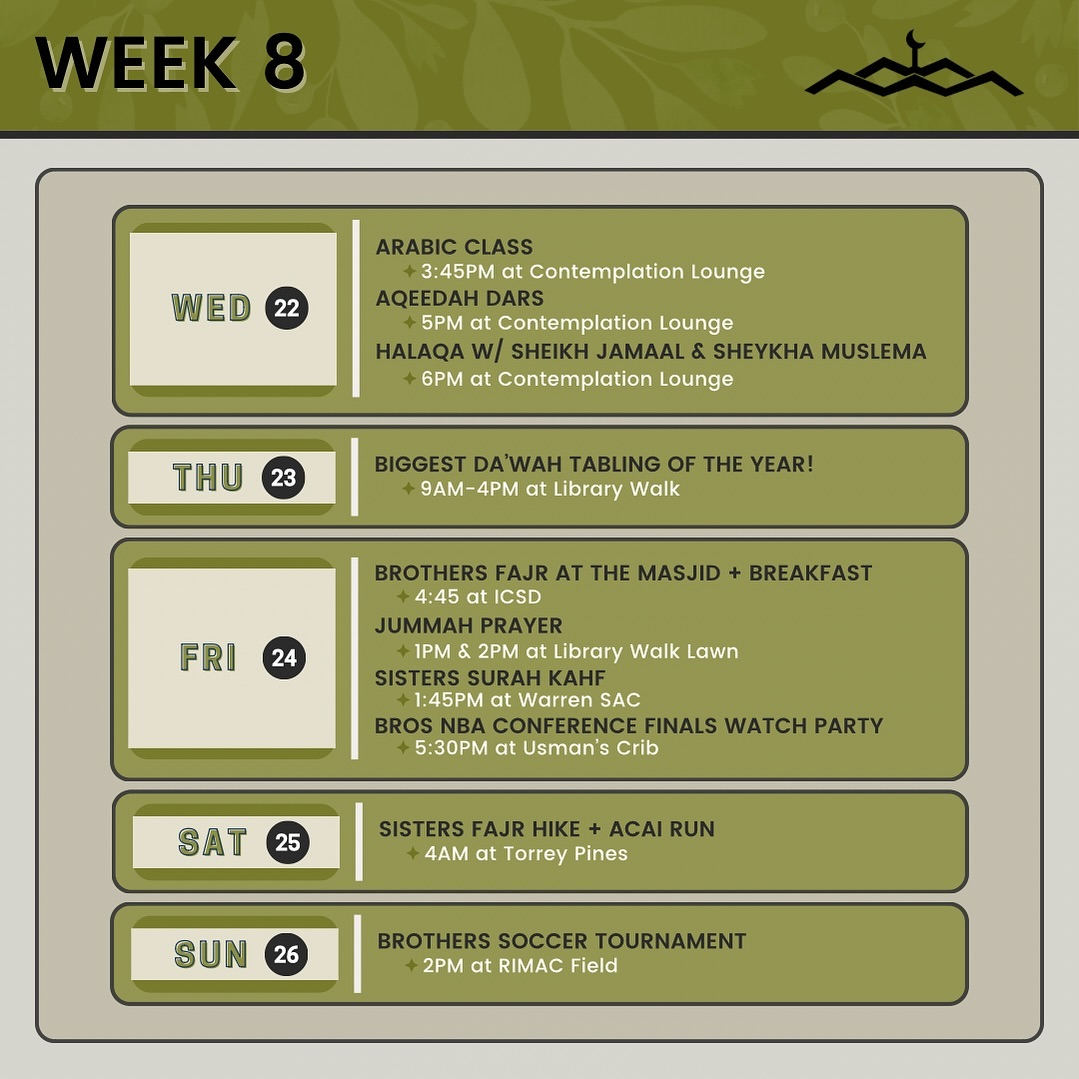 WEEK 8
WED 22
ARABIC CLASS
✦ 3:45PM at Contemplation Lounge
AQEEDAH DARS
✦ 5PM at Contemplation Lounge
HALAQA W/ SHEIKH JAMAAL & SHEYKHA MUSLEMA
✦ 6PM at Contemplation Lounge
THU 23
BIGGEST DA'WAH TABLING OF THE YEAR!
✦ 9AM-4PM at Library Walk
FRI 24
BROTHERS FAJR AT THE MASJID + BREAKFAST
✦ 4:45 at ICSD
JUMMAH PRAYER
✦ 1PM & 2PM at Library Walk Lawn
SISTERS SURAH KAHF
✦ 1:45PM at Warren SAC
BROS NBA CONFERENCE FINALS WATCH PARTY
✦ 5:30PM at Usman's Crib
SAT 25
SISTERS FAJR HIKE + ACAI RUN
✦ 4AM at Torrey Pines
SUN 26
BROTHERS SOCCER TOURNAMENT
✦ 2PM at RIMAC Field